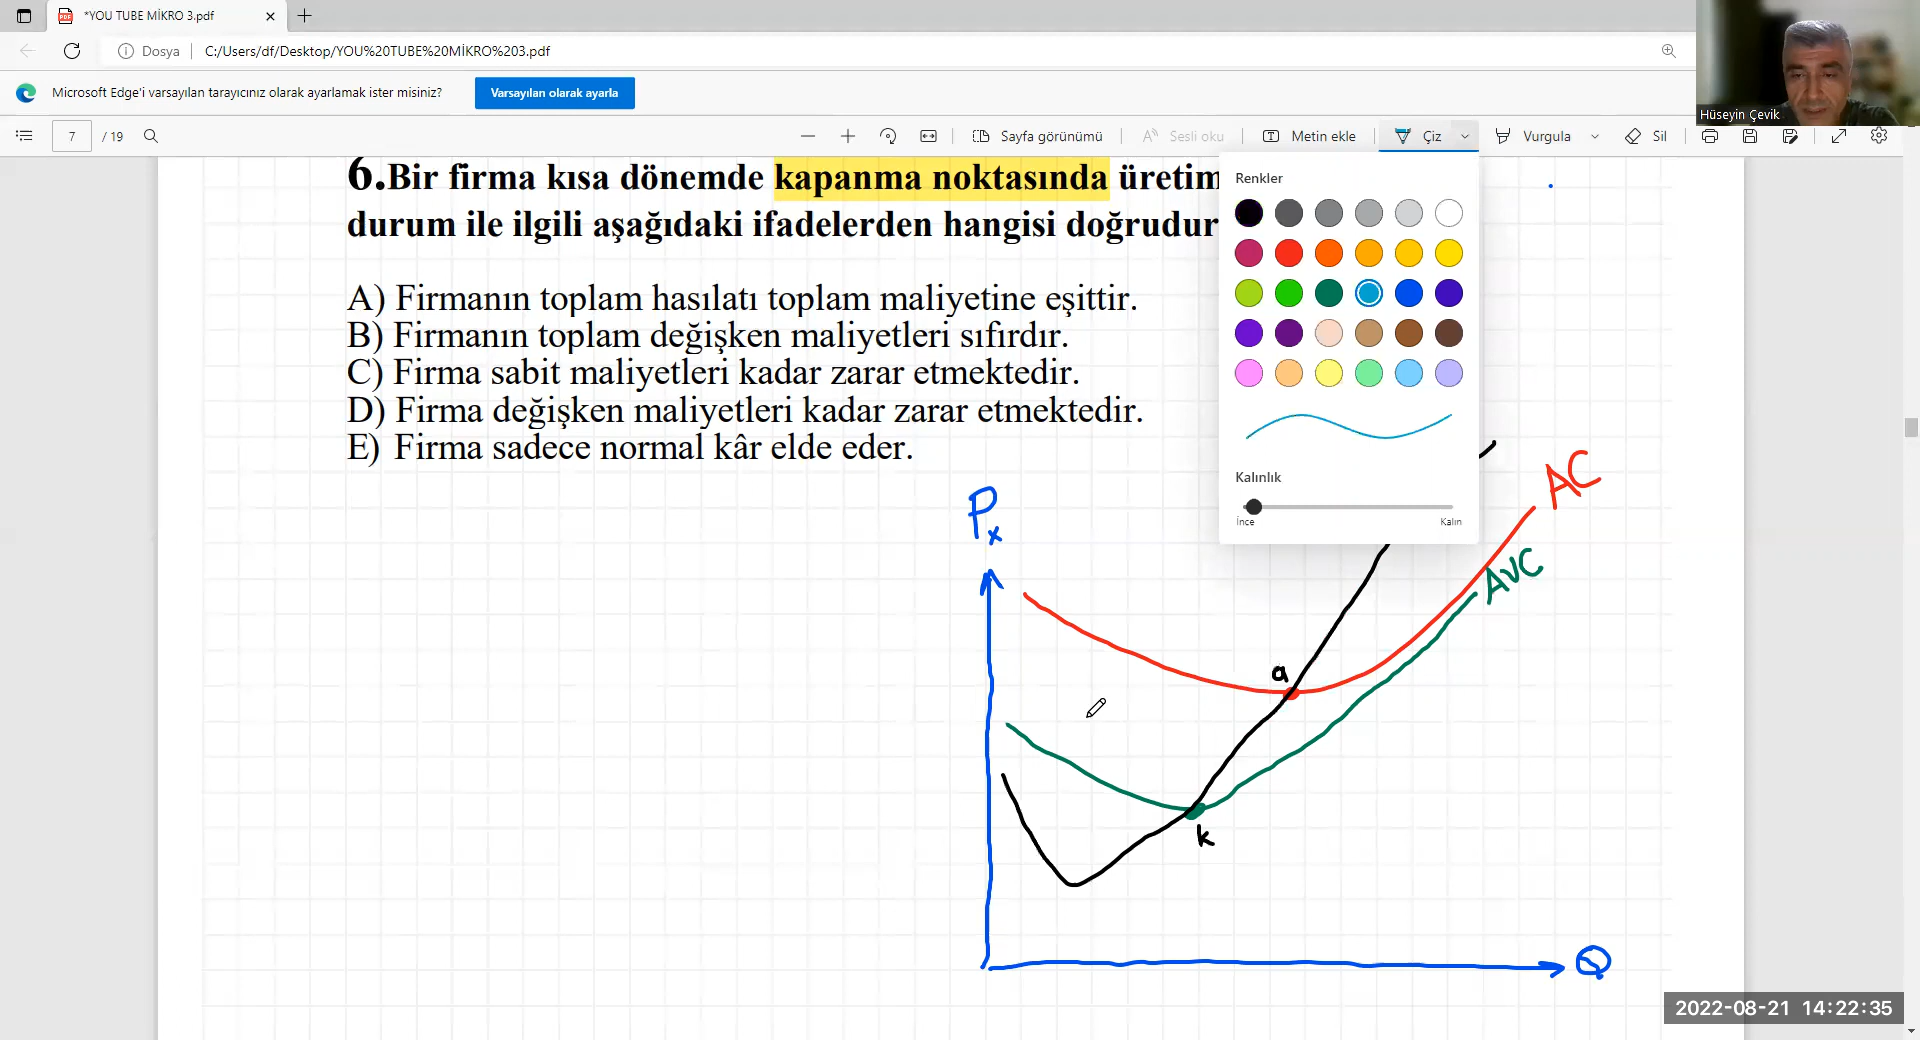 *YOU TUBE MİKRO 3.pdf
Dosya
C:/Users/df/Desktop/YOU%20TUBE%20MİKRO%203.pdf
Microsoft Edge'i varsayılan tarayıcınız olarak ayarlamak ister misiniz?
Varsayılan olarak ayarla
Hüseyin Çevik
7 / 19
Sayfa görünümü
Sesli oku
Metin ekle
Çiz
Vurgula
Sil
6.Bir firma kısa dönemde kapanma noktasında üretim
durum ile ilgili aşağıdaki ifadelerden hangisi doğrudur
A) Firmanın toplam hasılatı toplam maliyetine eşittir.
B) Firmanın toplam değişken maliyetleri sıfırdır.
C) Firma sabit maliyetleri kadar zarar etmektedir.
D) Firma değişken maliyetleri kadar zarar etmektedir.
E) Firma sadece normal kâr elde eder.
Renkler
Kalınlık
İnce
Kalın
Px
AC
AVC
a
k
Q
2022-08-21 14:22:35